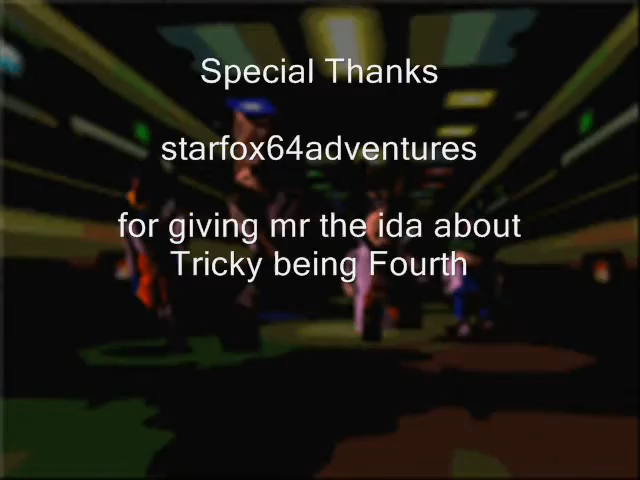 Special Thanks
starfox64adventures
for giving mr the ida about
Tricky being Fourth